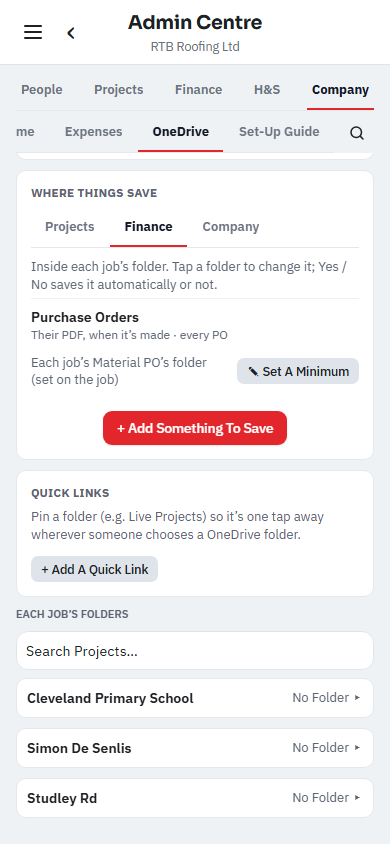 Admin Centre
RTB Roofing Ltd
People Projects Finance H&S Company
me Expenses OneDrive Set-Up Guide
WHERE THINGS SAVE
Projects Finance Company
Inside each job's folder. Tap a folder to change it; Yes /
No saves it automatically or not.
Purchase Orders
Their PDF, when it's made · every PO
Each job's Material PO's folder
(set on the job)
Set A Minimum
+ Add Something To Save
QUICK LINKS
Pin a folder (e.g. Live Projects) so it's one tap away
wherever someone chooses a OneDrive folder.
+ Add A Quick Link
EACH JOB'S FOLDERS
Search Projects...
Cleveland Primary School No Folder
Simon De Senlis No Folder
Studley Rd No Folder